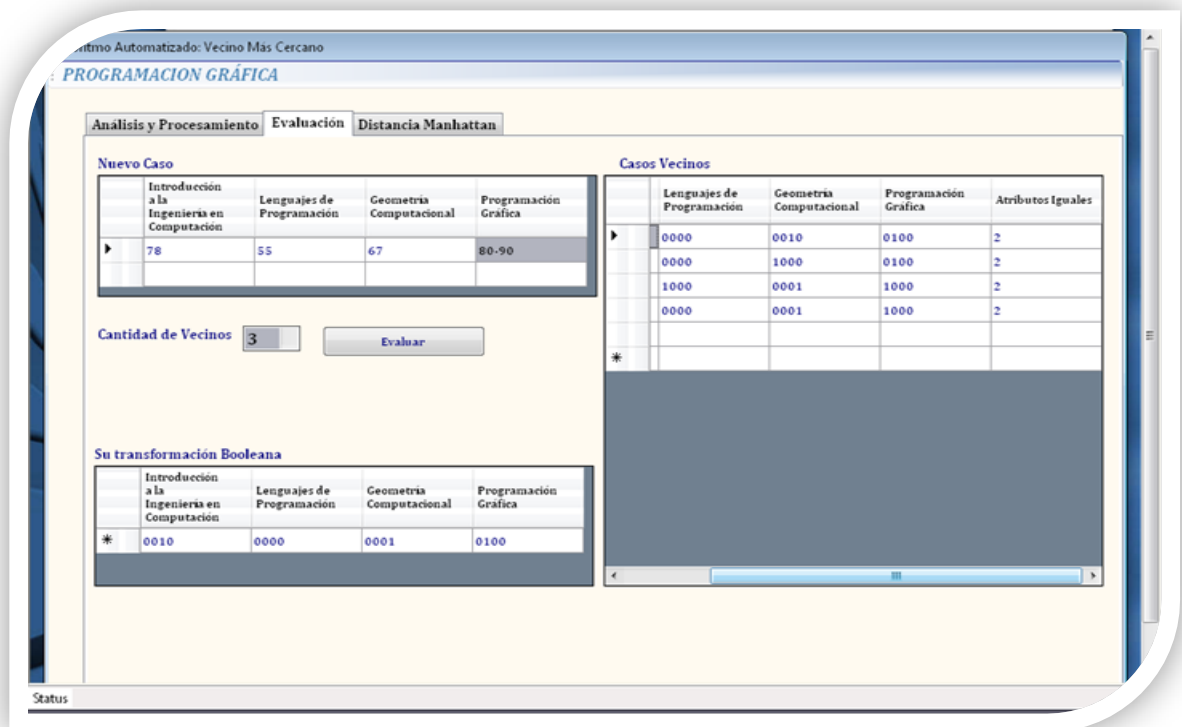 Automatizado: Vecino Más Cercano
PROGRAMACION GRÁFICA
Análisis y Procesamiento Evaluación Distancia Manhattan
Nuevo Caso
Introducción
a la
Ingeniería en
Computación
Lenguajes de
Programación
Geometría
Computacional
Programación
Gráfica
78 55 67 80-90
Cantidad de Vecinos 3 Evaluar
Su transformación Booleana
Introducción
a la
Ingeniería en
Computación
Lenguajes de
Programación
Geometría
Computacional
Programación
Gráfica
* 0010 0000 0001 0100
Casos Vecinos
Lenguajes de
Programación
Geometría
Computacional
Programación
Gráfica
Atributos Iguales
0000 0010 0100 2
0000 1000 0100 2
1000 0001 1000 2
0000 0001 1000 2
*
Status